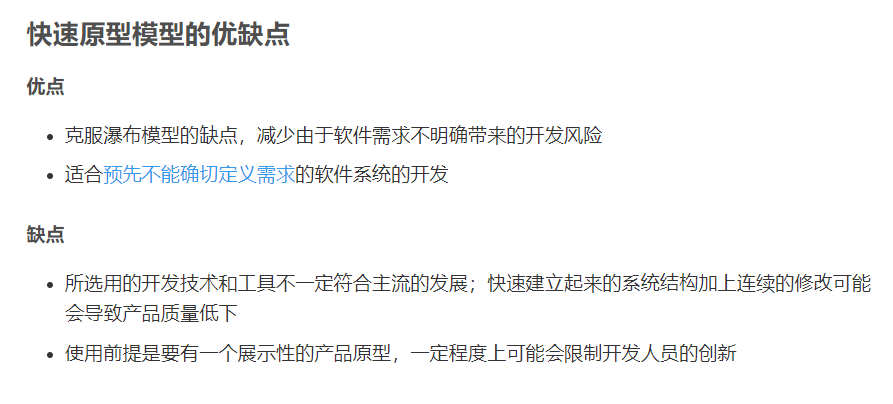 快速原型模型的优缺点
优点
克服瀑布模型的缺点，减少由于软件需求不明确带来的开发风险
适合预先不能确切定义需求的软件系统的开发
缺点
所选用的开发技术和工具不一定符合主流的发展；快速建立起来的系统结构加上连续的修改可能
会导致产品质量低下
使用前提是要有一个展示性的产品原型，一定程度上可能会限制开发人员的创新